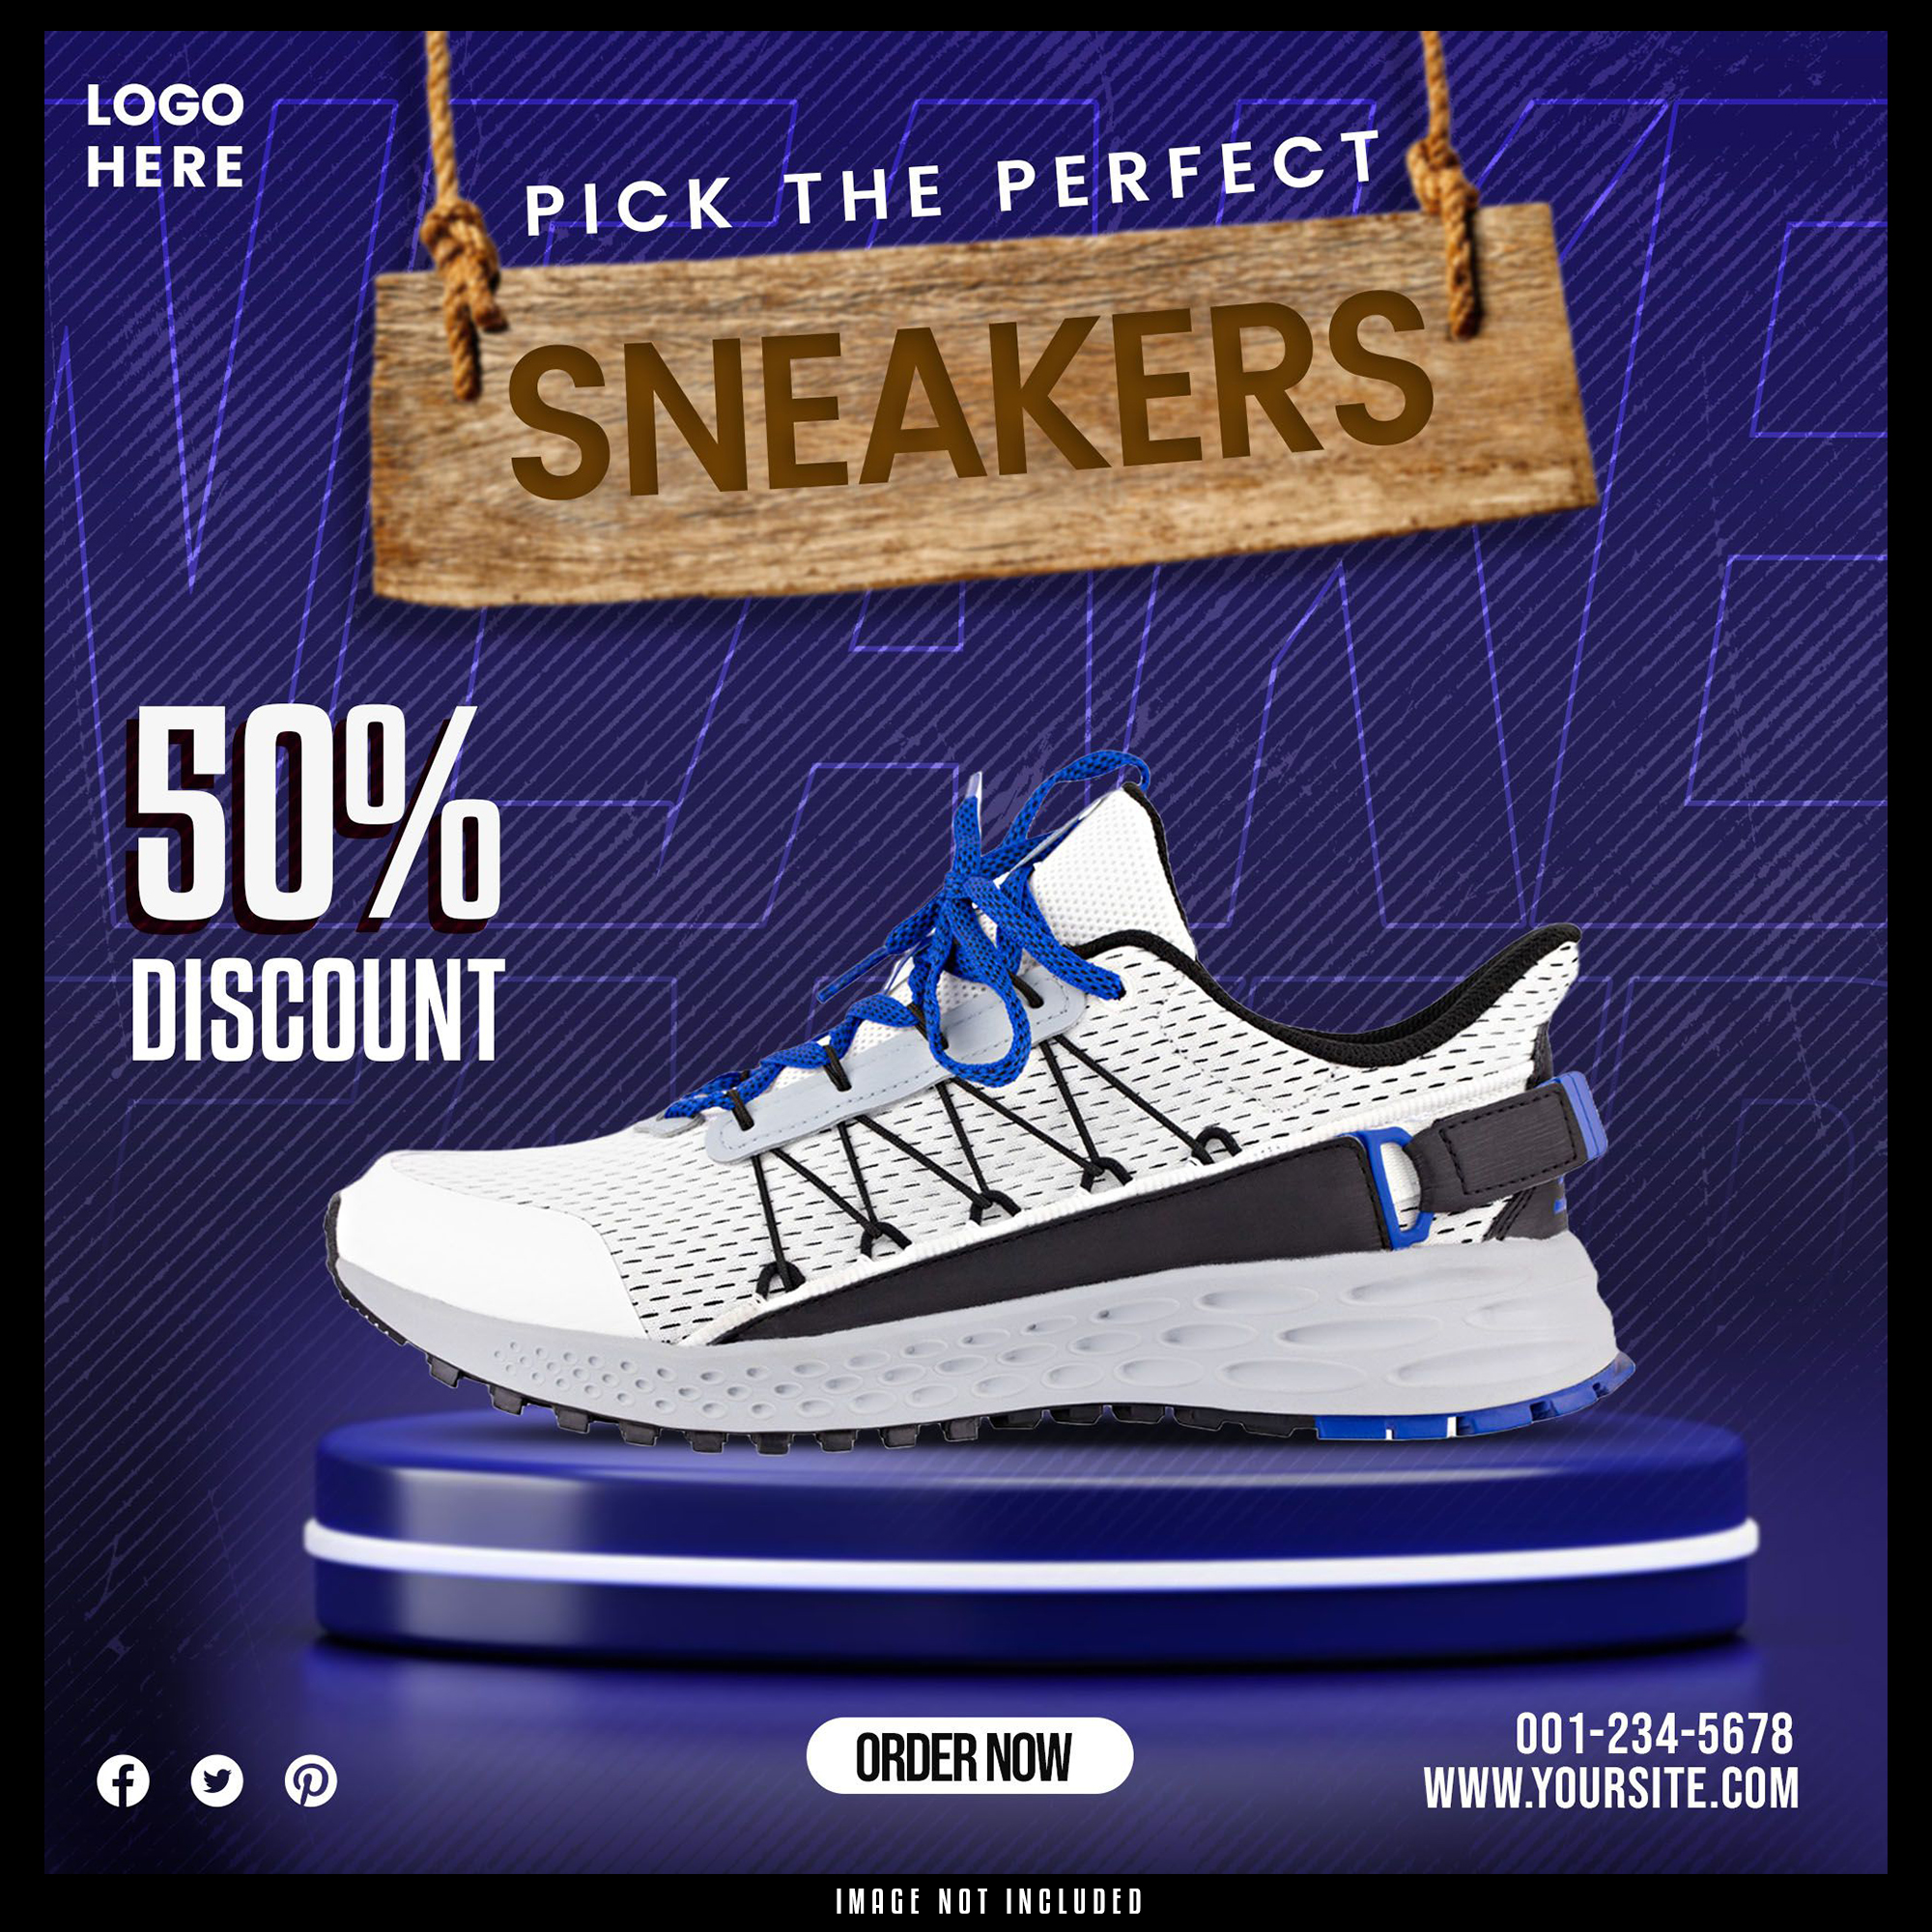 LOGO
HERE
PICK THE PERFECT
SNEAKERS
50%
DISCOUNT
ORDER NOW
001-234-5678
WWW.YOURSITE.COM
IMAGE NOT INCLUDED